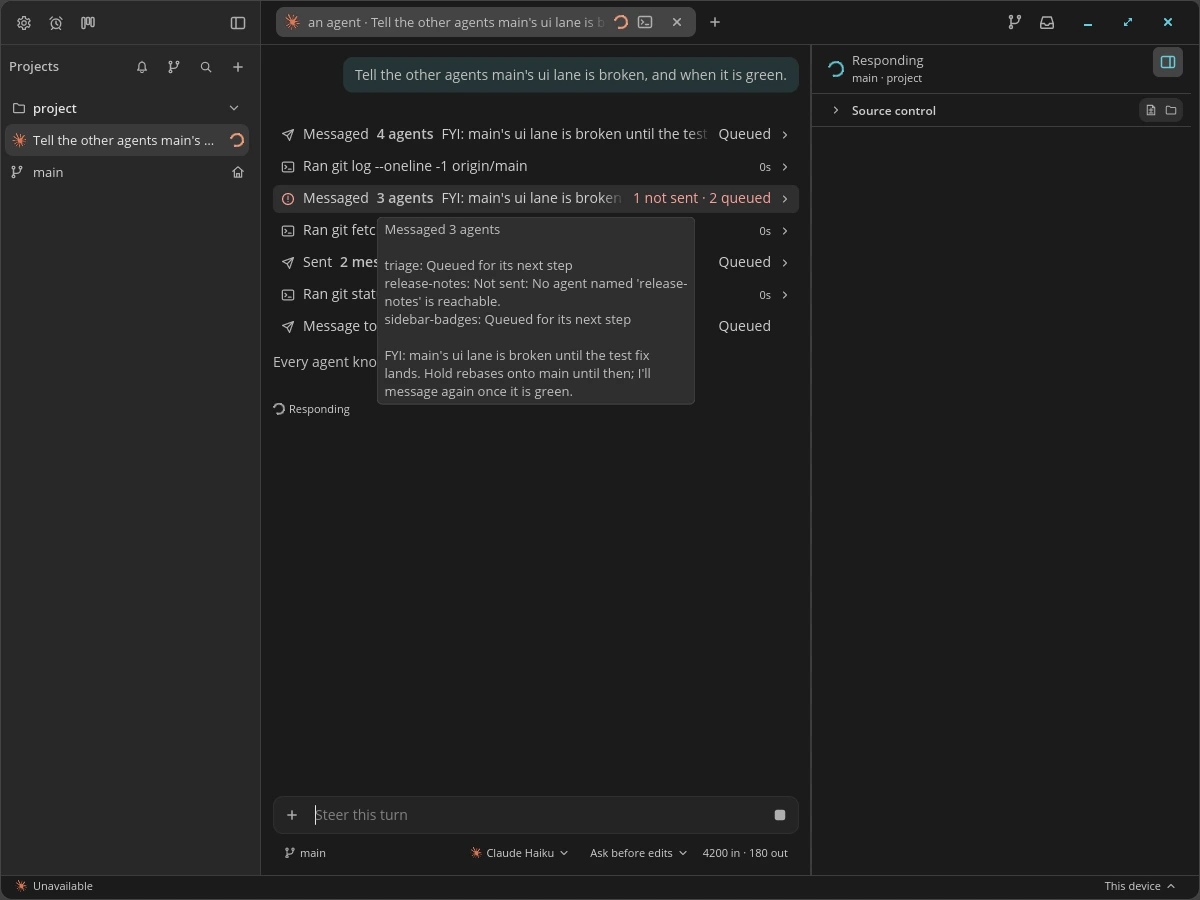 an agent · Tell the other agents main's ui lane is b
Projects
project
Tell the other agents main's ...
main
Tell the other agents main's ui lane is broken, and when it is green.
Messaged 4 agents FYI: main's ui lane is broken until the test Queued
Ran git log --oneline -1 origin/main 0s
Messaged 3 agents FYI: main's ui lane is broken 1 not sent · 2 queued
Ran git fetc 0s
Sent 2 mes Queued
Ran git stat 0s
Message to Queued
Every agent kno
Messaged 3 agents
triage: Queued for its next step
release-notes: Not sent: No agent named 'release-
notes' is reachable.
sidebar-badges: Queued for its next step
FYI: main's ui lane is broken until the test fix
lands. Hold rebases onto main until then; I'll
message again once it is green.
Responding
Steer this turn
main
Claude Haiku
Ask before edits
4200 in · 180 out
Responding
main · project
Source control
Unavailable
This device